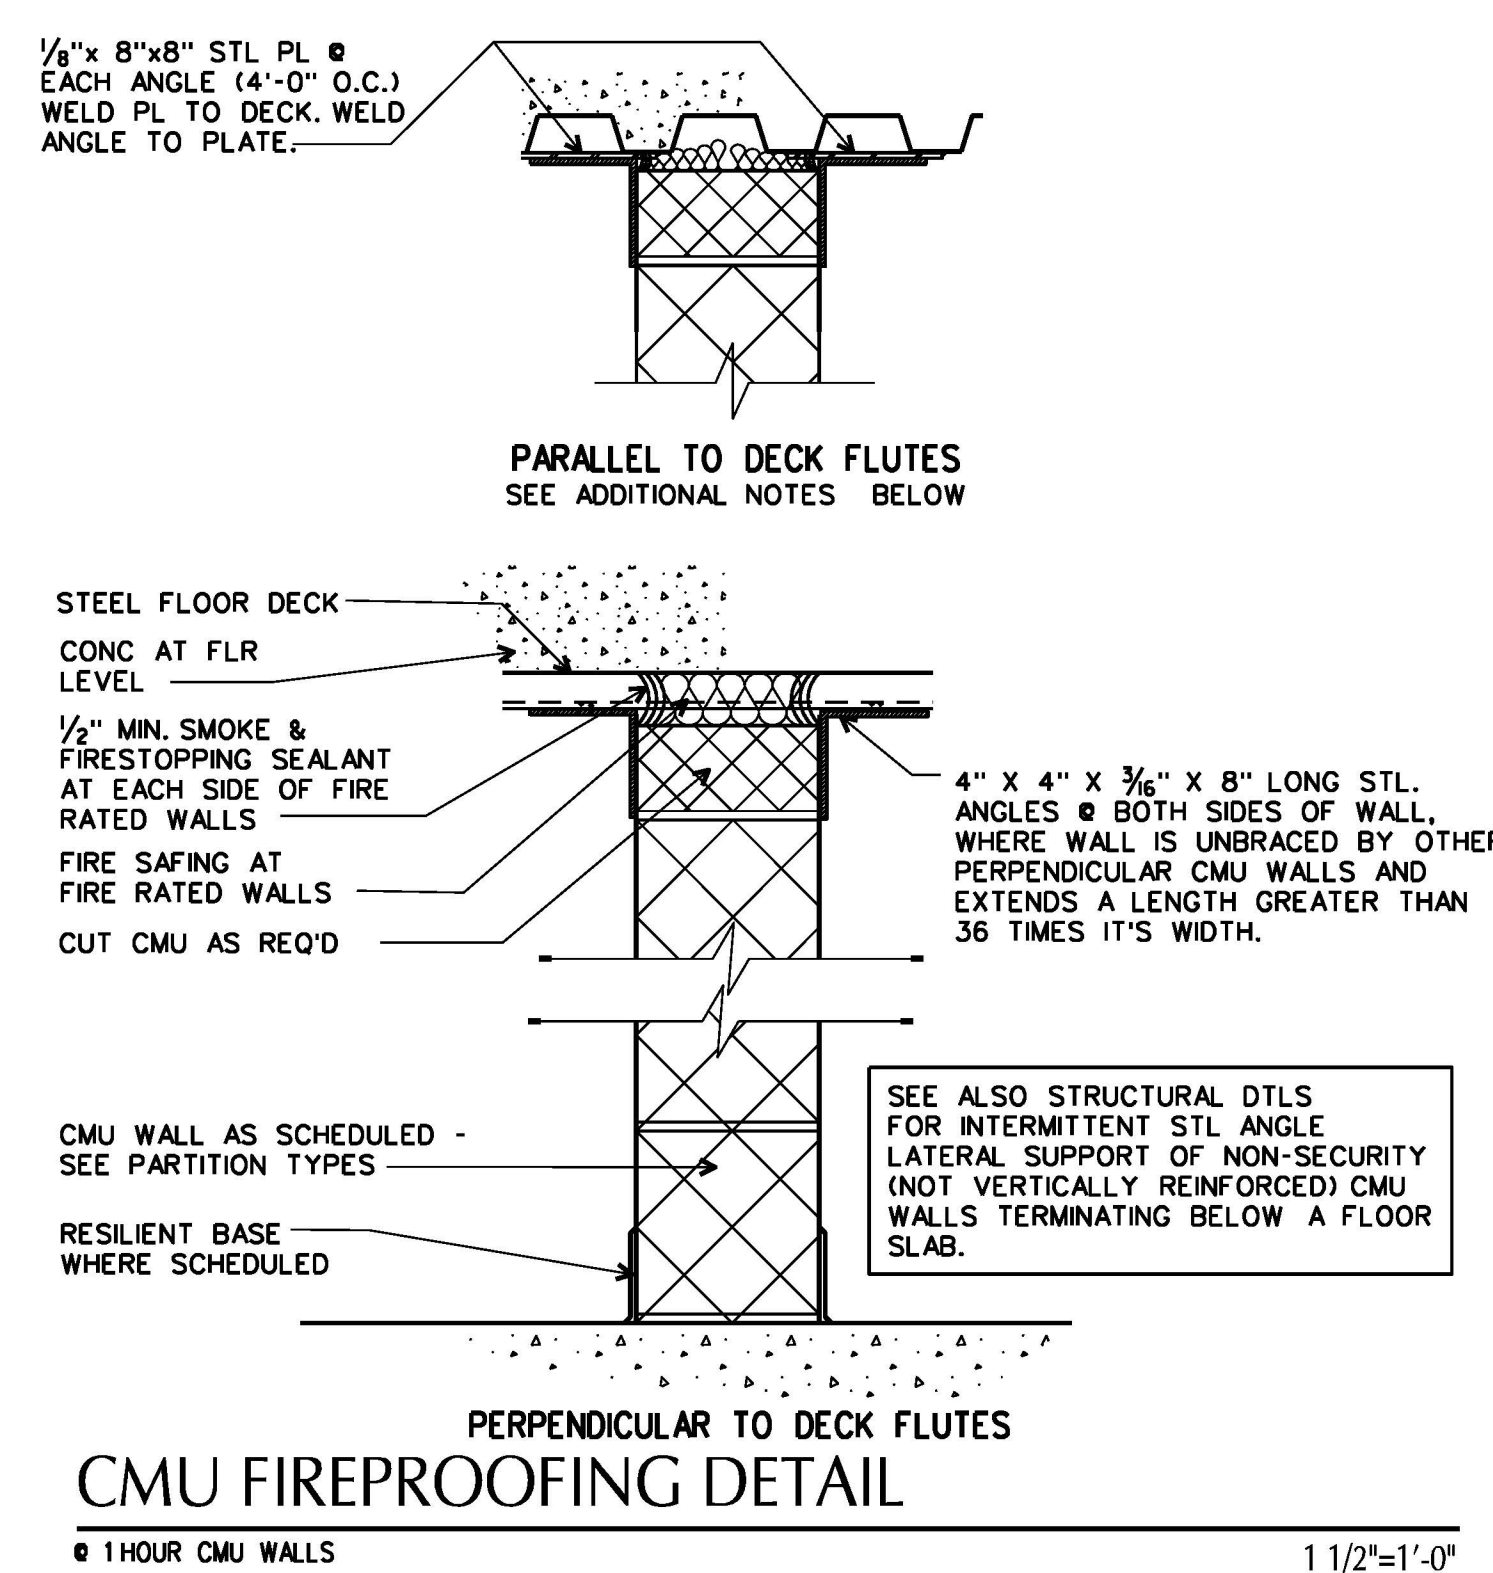 1/8"x 8"x8" STL PL @
EACH ANGLE (4'-0" O.C.)
WELD PL TO DECK. WELD
ANGLE TO PLATE.
PARALLEL TO DECK FLUTES
SEE ADDITIONAL NOTES BELOW
STEEL FLOOR DECK
CONC AT FLR
LEVEL
1/2" MIN. SMOKE &
FIRESTOPPING SEALANT
AT EACH SIDE OF FIRE
RATED WALLS
FIRE SAFING AT
FIRE RATED WALLS
CUT CMU AS REQ'D
4" X 4" X 3/16" X 8" LONG STL.
ANGLES @ BOTH SIDES OF WALL,
WHERE WALL IS UNBRACED BY OTHER
PERPENDICULAR CMU WALLS AND
EXTENDS A LENGTH GREATER THAN
36 TIMES IT'S WIDTH.
CMU WALL AS SCHEDULED -
SEE PARTITION TYPES
RESILIENT BASE
WHERE SCHEDULED
SEE ALSO STRUCTURAL DTLS
FOR INTERMITTENT STL ANGLE
LATERAL SUPPORT OF NON-SECURITY
(NOT VERTICALLY REINFORCED) CMU
WALLS TERMINATING BELOW A FLOOR
SLAB.
PERPENDICULAR TO DECK FLUTES
CMU FIREPROOFING DETAIL
@ 1 HOUR CMU WALLS
1 1/2"=1'-0"